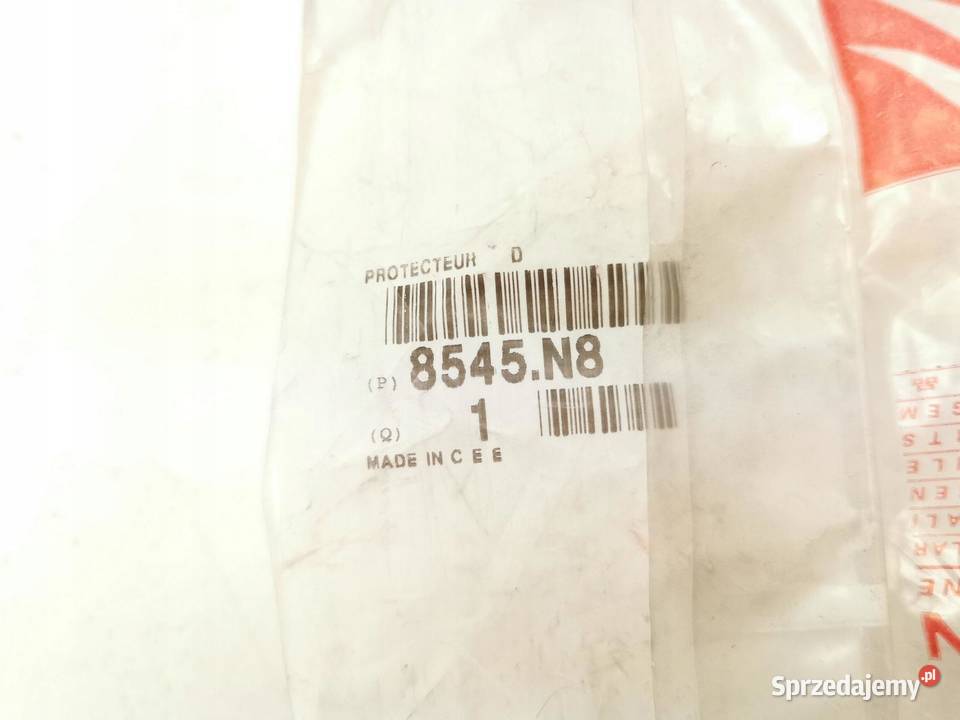 PROTECTEUR D
(P) 8545.N8
(Q) 1
MADE IN C E E
Sprzedajemy.pl